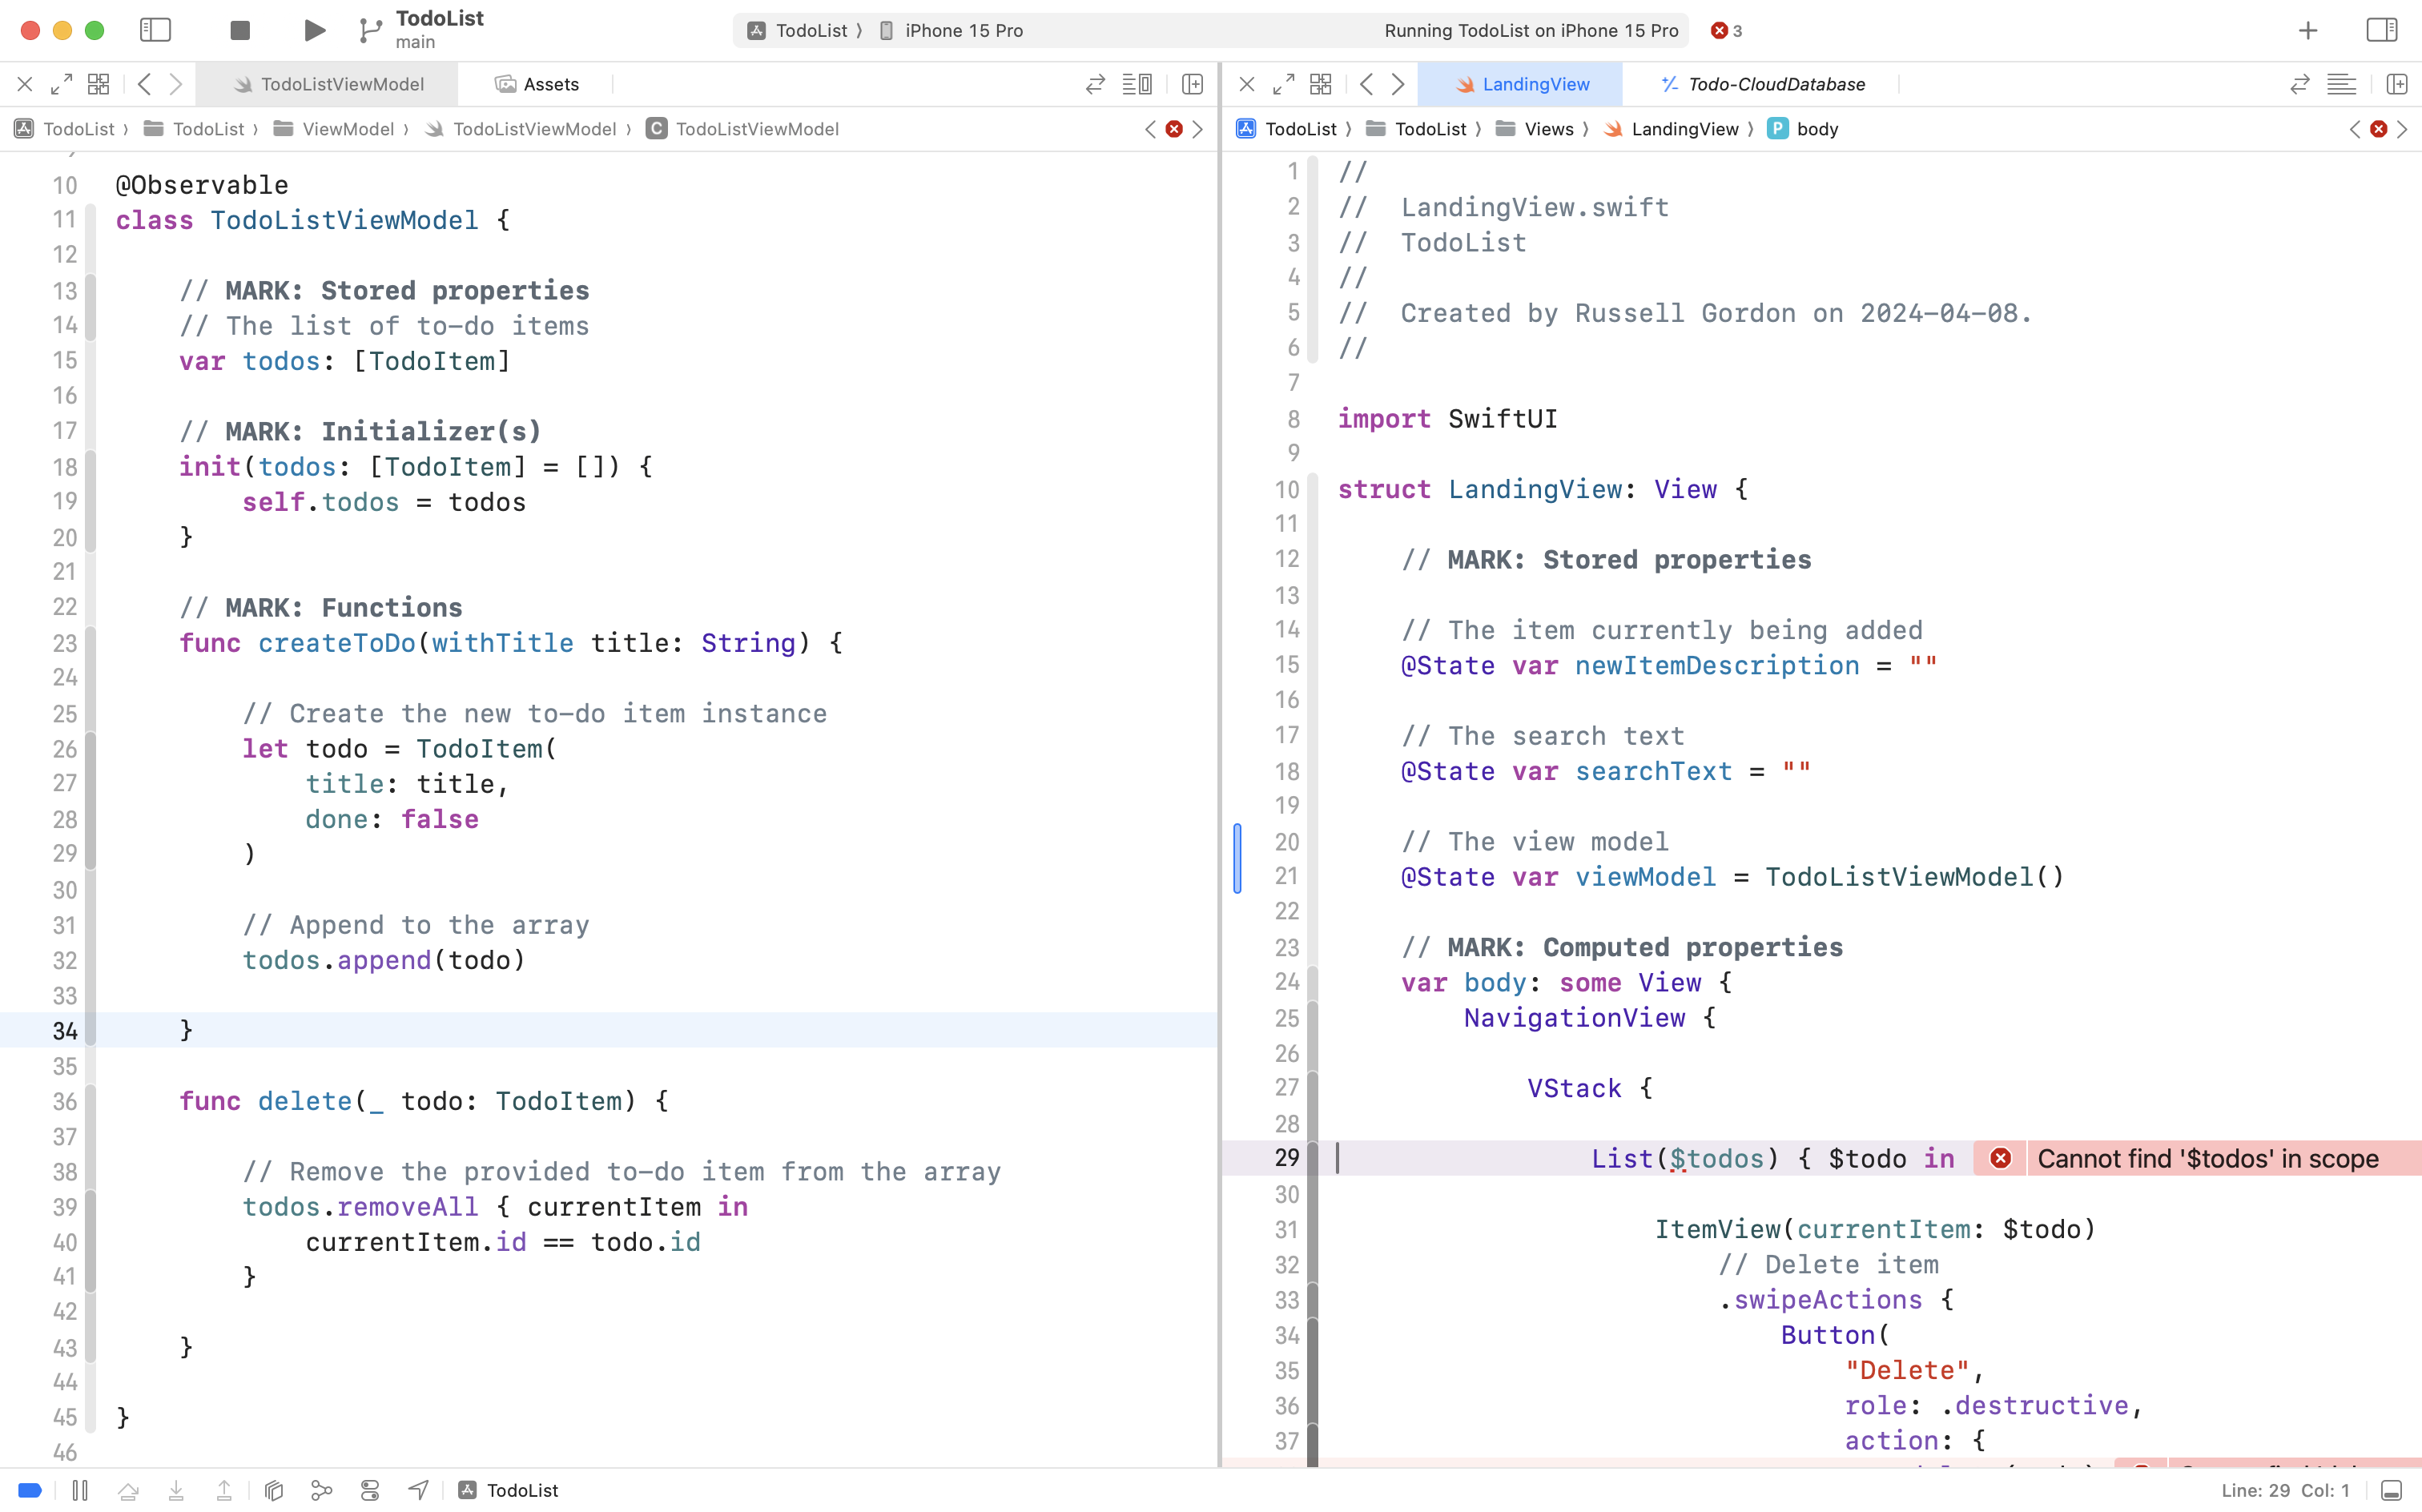 TodoList
main
TodoList ⟩ iPhone 15 Pro
Running TodoList on iPhone 15 Pro
3
TodoListViewModel
Assets
TodoList ⟩ TodoList ⟩ ViewModel ⟩ TodoListViewModel ⟩ C TodoListViewModel
10 @Observable
11 class TodoListViewModel {
12
13 // MARK: Stored properties
14 // The list of to-do items
15 var todos: [TodoItem]
16
17 // MARK: Initializer(s)
18 init(todos: [TodoItem] = []) {
19 self.todos = todos
20 }
21
22 // MARK: Functions
23 func createToDo(withTitle title: String) {
24
25 // Create the new to-do item instance
26 let todo = TodoItem(
27 title: title,
28 done: false
29 )
30
31 // Append to the array
32 todos.append(todo)
33
34 }
35
36 func delete(_ todo: TodoItem) {
37
38 // Remove the provided to-do item from the array
39 todos.removeAll { currentItem in
40 currentItem.id == todo.id
41 }
42
43 }
44
45 }
46
LandingView
Todo-CloudDatabase
TodoList ⟩ TodoList ⟩ Views ⟩ LandingView ⟩ P body
1 //
2 // LandingView.swift
3 // TodoList
4 //
5 // Created by Russell Gordon on 2024-04-08.
6 //
7
8 import SwiftUI
9
10 struct LandingView: View {
11
12 // MARK: Stored properties
13
14 // The item currently being added
15 @State var newItemDescription = ""
16
17 // The search text
18 @State var searchText = ""
19
20 // The view model
21 @State var viewModel = TodoListViewModel()
22
23 // MARK: Computed properties
24 var body: some View {
25 NavigationView {
26
27 VStack {
28
29 List($todos) { $todo in Cannot find '$todos' in scope
30
31 ItemView(currentItem: $todo)
32 // Delete item
33 .swipeActions {
34 Button(
35 "Delete",
36 role: .destructive,
37 action: {
TodoList
Line: 29 Col: 1